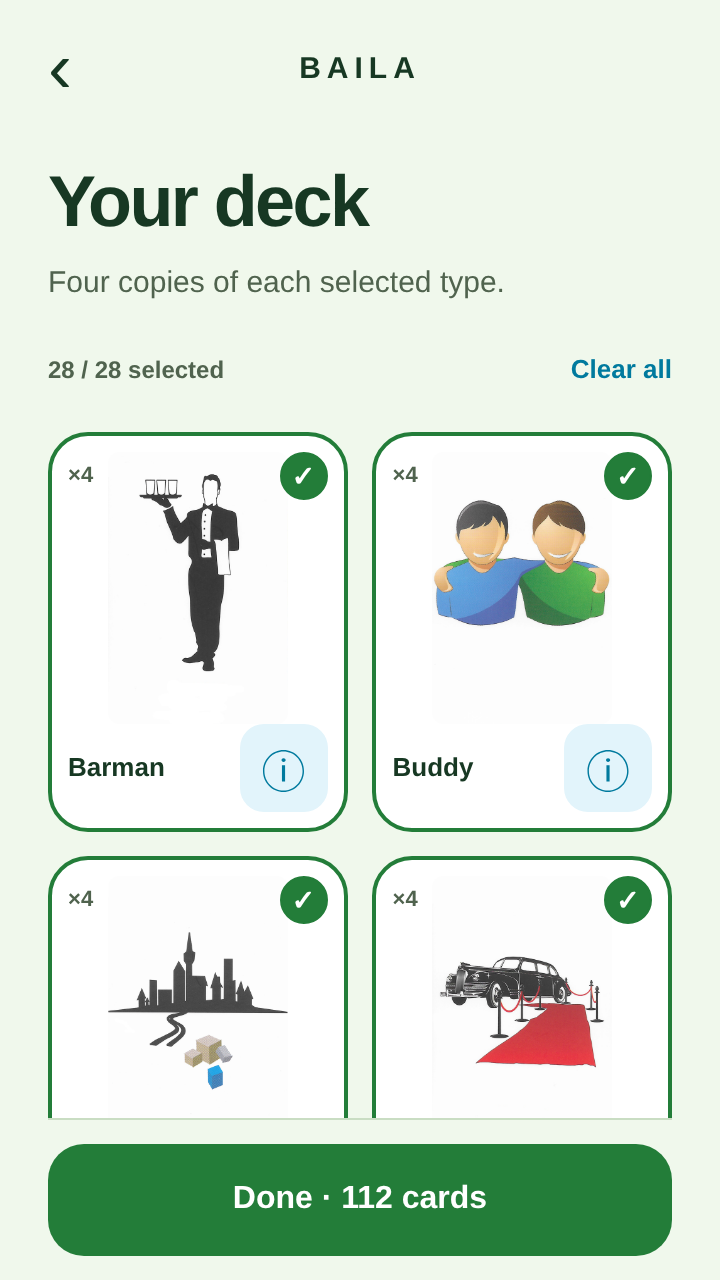 ‹ BAILA
Your deck
Four copies of each selected type.
28 / 28 selected Clear all
×4 ✓ ×4 ✓
Barman ⓘ Buddy ⓘ
×4 ✓ ×4 ✓
Done · 112 cards